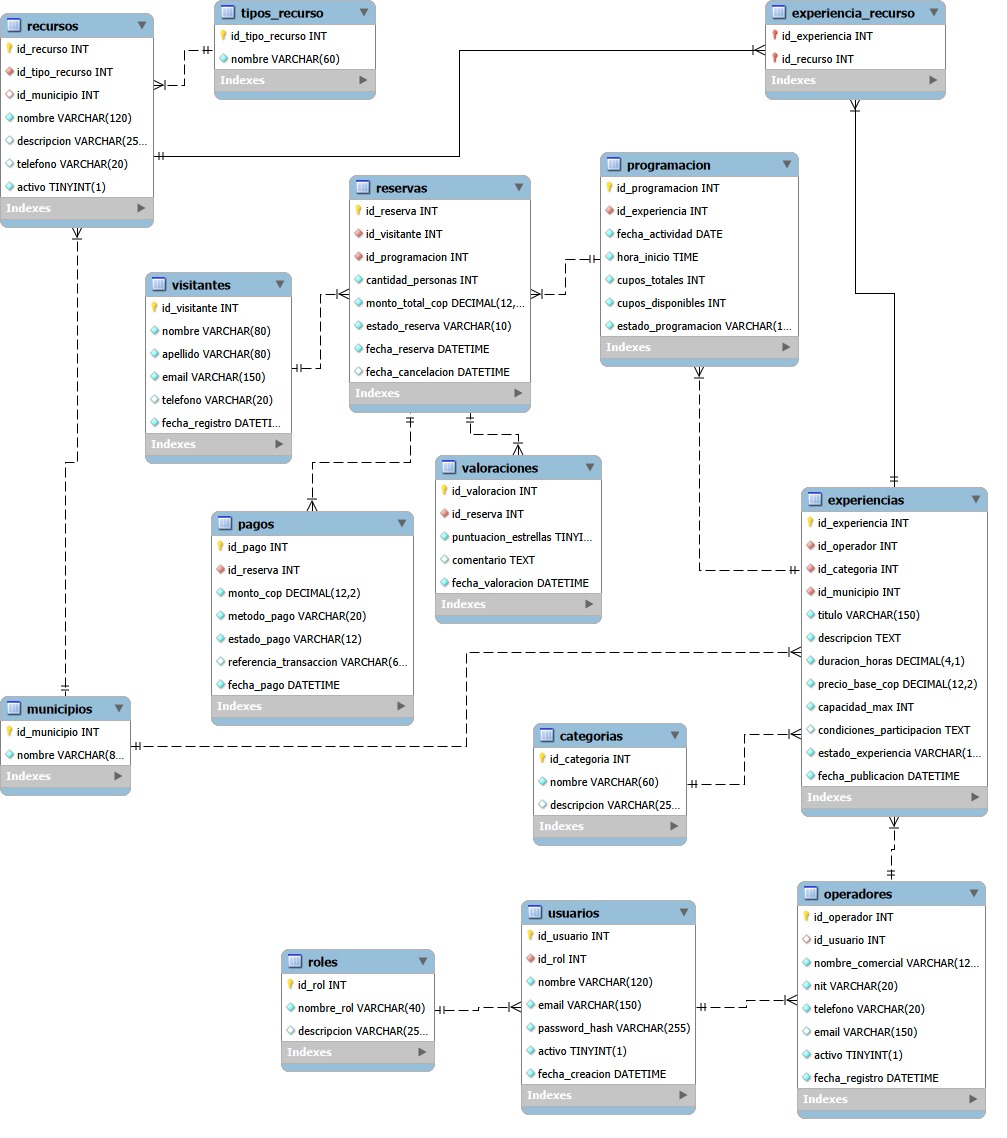 recursos
id_recurso INT
id_tipo_recurso INT
id_municipio INT
nombre VARCHAR(120)
descripcion VARCHAR(25...
telefono VARCHAR(20)
activo TINYINT(1)
Indexes
tipos_recurso
id_tipo_recurso INT
nombre VARCHAR(60)
Indexes
experiencia_recurso
id_experiencia INT
id_recurso INT
Indexes
programacion
id_programacion INT
id_experiencia INT
fecha_actividad DATE
hora_inicio TIME
cupos_totales INT
cupos_disponibles INT
estado_programacion VARCHAR(1...
Indexes
reservas
id_reserva INT
id_visitante INT
id_programacion INT
cantidad_personas INT
monto_total_cop DECIMAL(12,...
estado_reserva VARCHAR(10)
fecha_reserva DATETIME
fecha_cancelacion DATETIME
Indexes
visitantes
id_visitante INT
nombre VARCHAR(80)
apellido VARCHAR(80)
email VARCHAR(150)
telefono VARCHAR(20)
fecha_registro DATETI...
Indexes
valoraciones
id_valoracion INT
id_reserva INT
puntuacion_estrellas TINYI...
comentario TEXT
fecha_valoracion DATETIME
Indexes
pagos
id_pago INT
id_reserva INT
monto_cop DECIMAL(12,2)
metodo_pago VARCHAR(20)
estado_pago VARCHAR(12)
referencia_transaccion VARCHAR(6...
fecha_pago DATETIME
Indexes
experiencias
id_experiencia INT
id_operador INT
id_categoria INT
id_municipio INT
titulo VARCHAR(150)
descripcion TEXT
duracion_horas DECIMAL(4,1)
precio_base_cop DECIMAL(12,2)
capacidad_max INT
condiciones_participacion TEXT
estado_experiencia VARCHAR(1...
fecha_publicacion DATETIME
Indexes
municipios
id_municipio INT
nombre VARCHAR(8...
Indexes
categorias
id_categoria INT
nombre VARCHAR(60)
descripcion VARCHAR(25...
Indexes
operadores
id_operador INT
id_usuario INT
nombre_comercial VARCHAR(12...
nit VARCHAR(20)
telefono VARCHAR(20)
email VARCHAR(150)
activo TINYINT(1)
fecha_registro DATETIME
Indexes
usuarios
id_usuario INT
id_rol INT
nombre VARCHAR(120)
email VARCHAR(150)
password_hash VARCHAR(255)
activo TINYINT(1)
fecha_creacion DATETIME
Indexes
roles
id_rol INT
nombre_rol VARCHAR(40)
descripcion VARCHAR(25...
Indexes